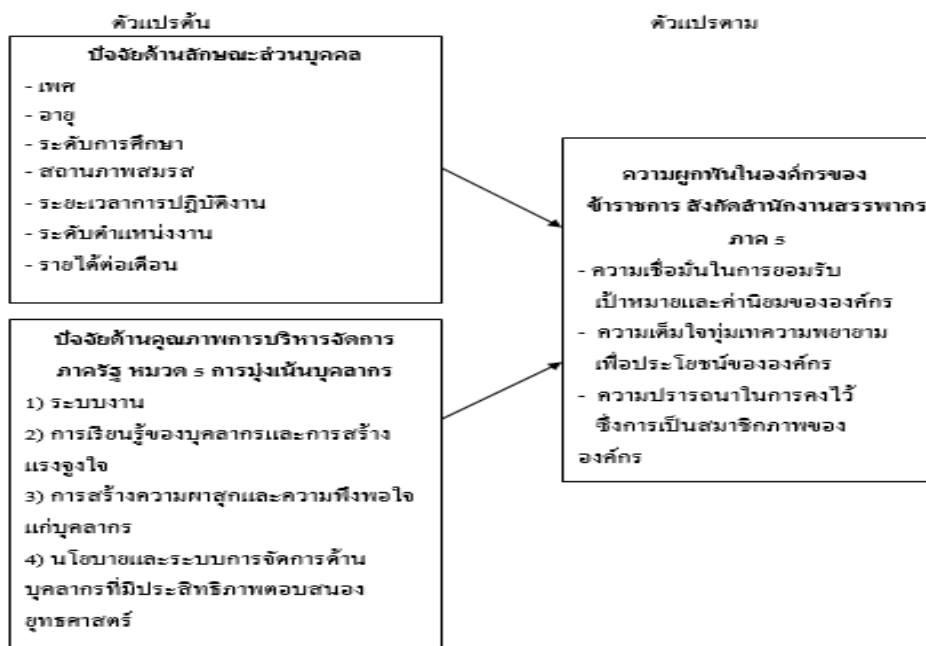 ตัวแปรต้น
ตัวแปรตาม
ปัจจัยด้านลักษณะส่วนบุคคล
- เพศ
- อายุ
- ระดับการศึกษา
- สถานภาพสมรส
- ระยะเวลาการปฏิบัติงาน
- ระดับตำแหน่งงาน
- รายได้ต่อเดือน
ปัจจัยด้านคุณภาพการบริหารจัดการ
ภาครัฐ หมวด 5 การมุ่งเน้นบุคลากร
1) ระบบงาน
2) การเรียนรู้ของบุคลากรและการสร้าง
แรงจูงใจ
3) การสร้างความผาสุกและความพึงพอใจ
แก่บุคลากร
4) นโยบายและระบบการจัดการด้าน
บุคลากรที่มีประสิทธิภาพตอบสนอง
ยุทธศาสตร์
ความผูกพันในองค์กรของ
ข้าราชการ สังกัดสำนักงานสรรพากร
ภาค 5
- ความเชื่อมั่นในการยอมรับ
เป้าหมายและค่านิยมขององค์กร
- ความเต็มใจทุ่มเทความพยายาม
เพื่อประโยชน์ขององค์กร
- ความปรารถนาในการคงไว้
ซึ่งการเป็นสมาชิกภาพของ
องค์กร